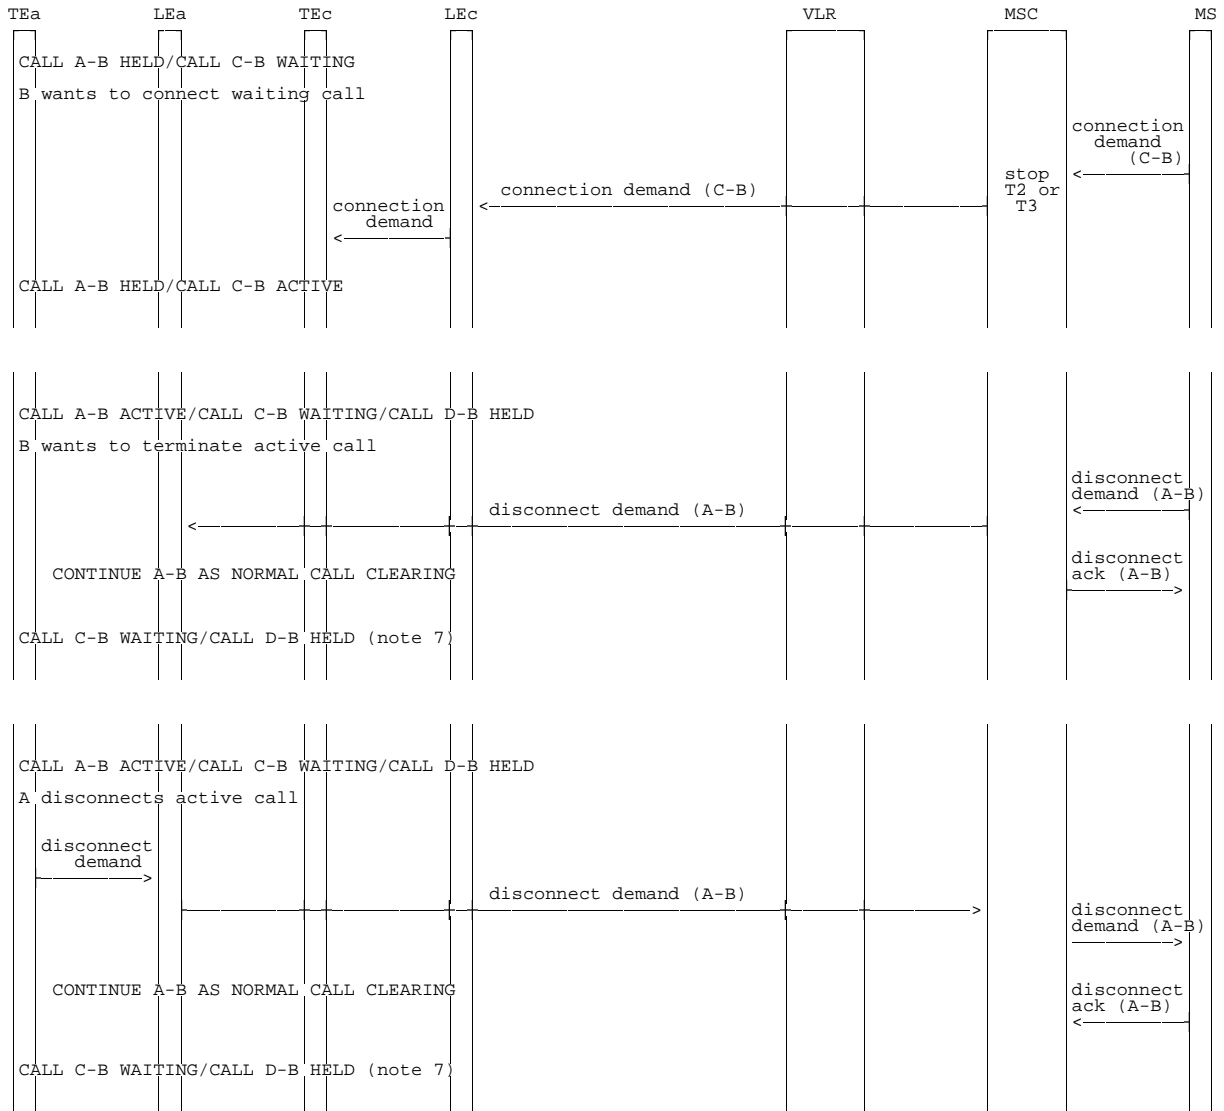 TEa LEa TEc LEc VLR MSC MS
CALL A-B HELD/CALL C-B WAITING
B wants to connect waiting call
connection
demand
(C-B)
stop
T2 or
T3
connection demand (C-B)
connection
demand
CALL A-B HELD/CALL C-B ACTIVE
CALL A-B ACTIVE/CALL C-B WAITING/CALL D-B HELD
B wants to terminate active call
disconnect
demand (A-B)
disconnect demand (A-B)
disconnect
CONTINUE A-B AS NORMAL CALL CLEARING
ack (A-B)
CALL C-B WAITING/CALL D-B HELD (note 7)
CALL A-B ACTIVE/CALL C-B WAITING/CALL D-B HELD
A disconnects active call
disconnect
demand
disconnect demand (A-B)
disconnect
demand (A-B)
CONTINUE A-B AS NORMAL CALL CLEARING
disconnect
ack (A-B)
CALL C-B WAITING/CALL D-B HELD (note 7)